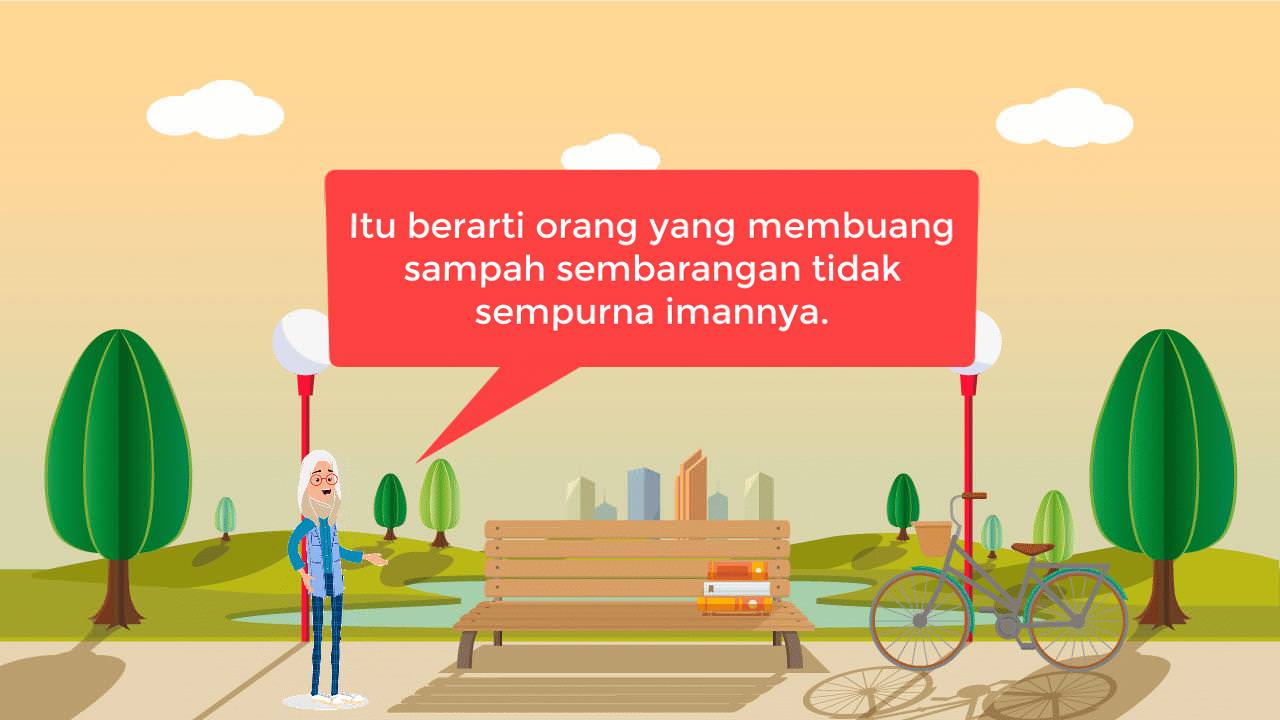 Itu berarti orang yang membuang
sampah sembarangan tidak
sempurna imannya.